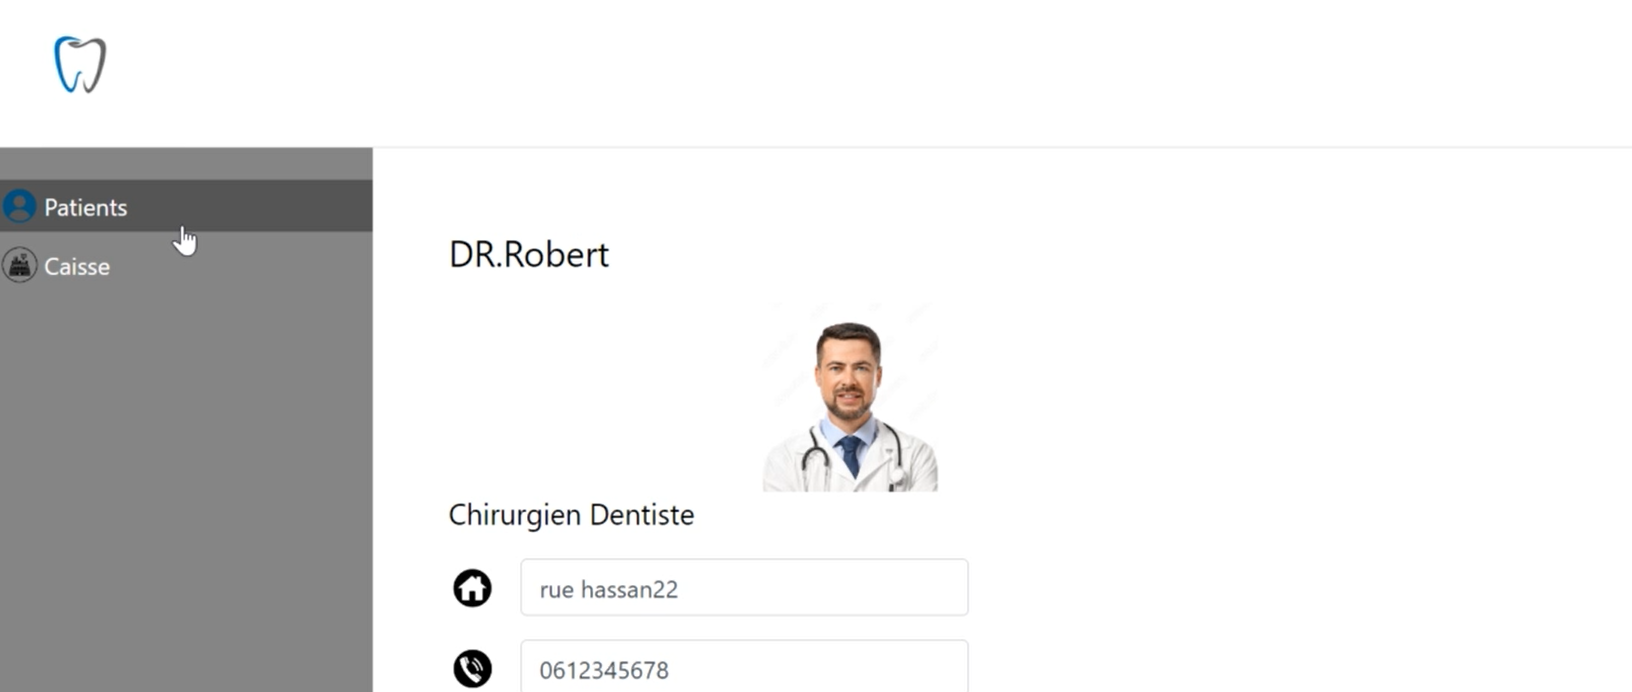 Patients
Caisse
DR.Robert
Chirurgien Dentiste
rue hassan22
0612345678